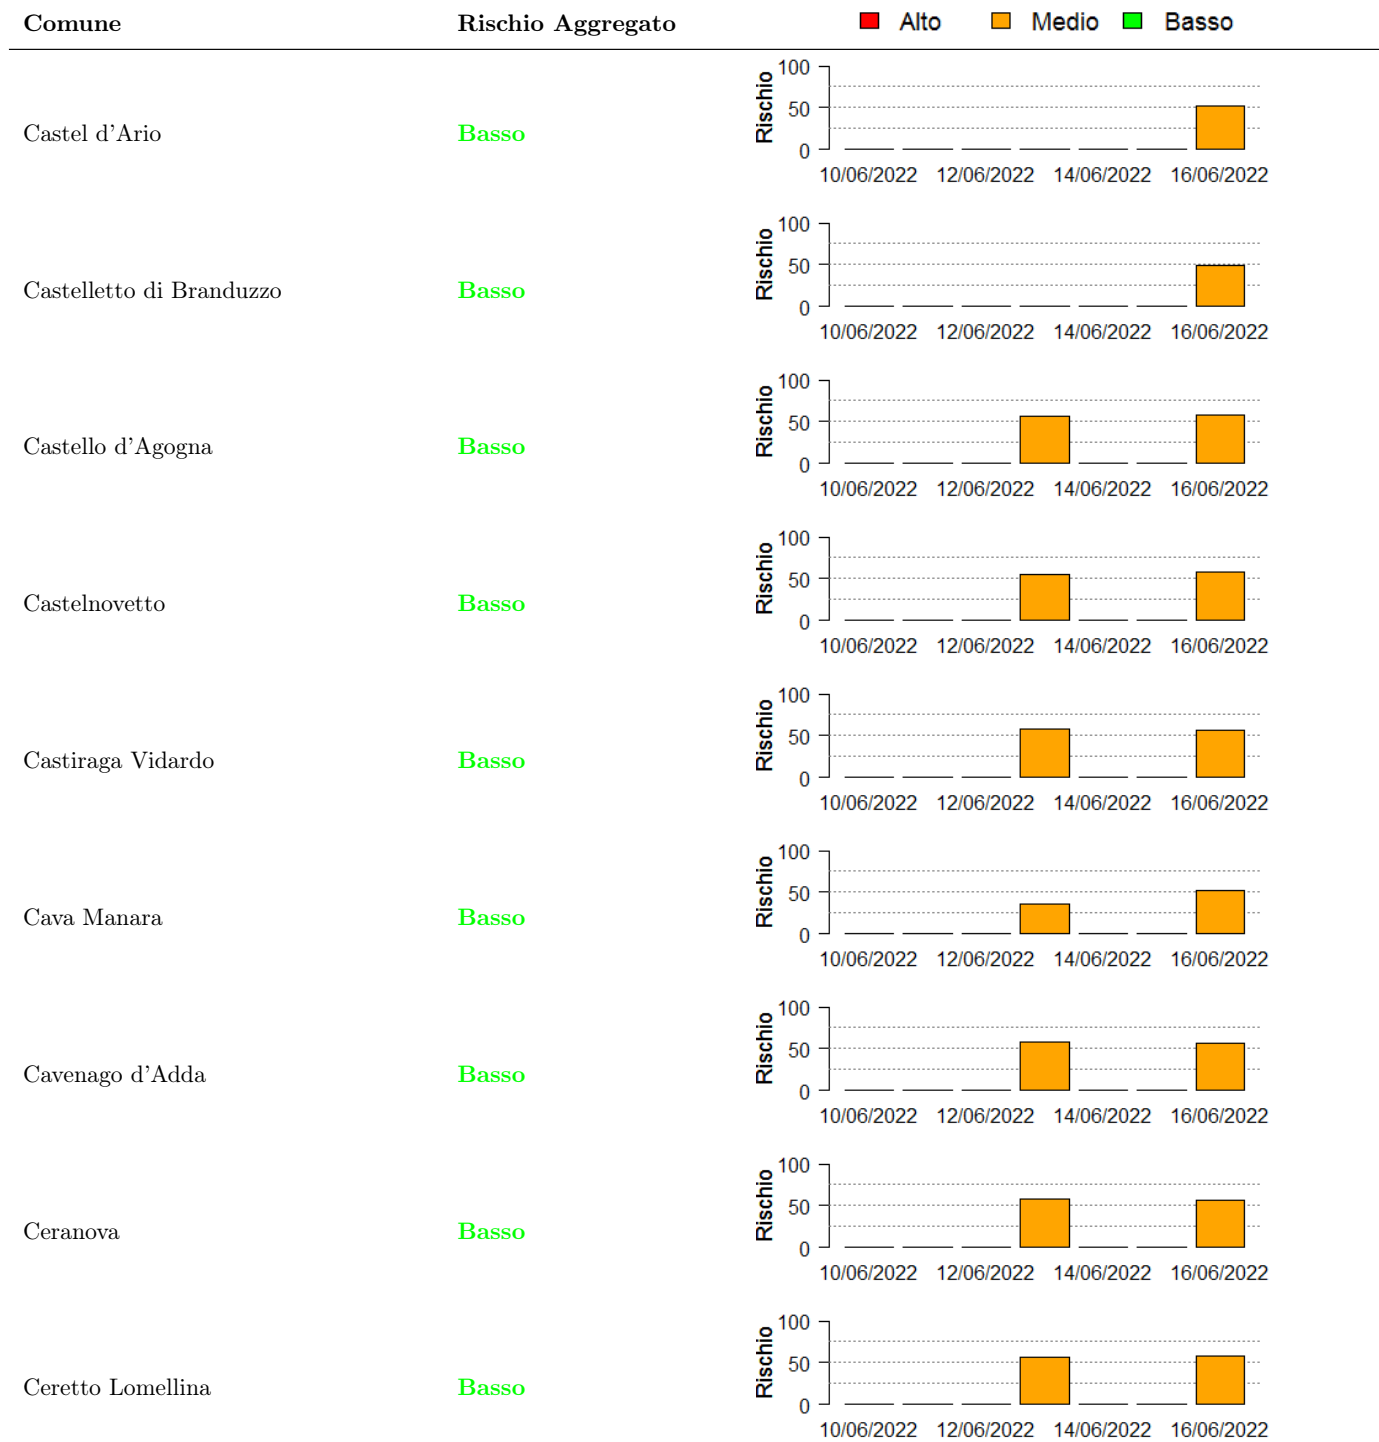 Comune Rischio Aggregato Alto Medio Basso
Castel d'Ario Basso
Rischio
100
50
0
10/06/2022 12/06/2022 14/06/2022 16/06/2022
Castelletto di Branduzzo Basso
Rischio
100
50
0
10/06/2022 12/06/2022 14/06/2022 16/06/2022
Castello d'Agogna Basso
Rischio
100
50
0
10/06/2022 12/06/2022 14/06/2022 16/06/2022
Castelnovetto Basso
Rischio
100
50
0
10/06/2022 12/06/2022 14/06/2022 16/06/2022
Castiraga Vidardo Basso
Rischio
100
50
0
10/06/2022 12/06/2022 14/06/2022 16/06/2022
Cava Manara Basso
Rischio
100
50
0
10/06/2022 12/06/2022 14/06/2022 16/06/2022
Cavenago d'Adda Basso
Rischio
100
50
0
10/06/2022 12/06/2022 14/06/2022 16/06/2022
Ceranova Basso
Rischio
100
50
0
10/06/2022 12/06/2022 14/06/2022 16/06/2022
Ceretto Lomellina Basso
Rischio
100
50
0
10/06/2022 12/06/2022 14/06/2022 16/06/2022